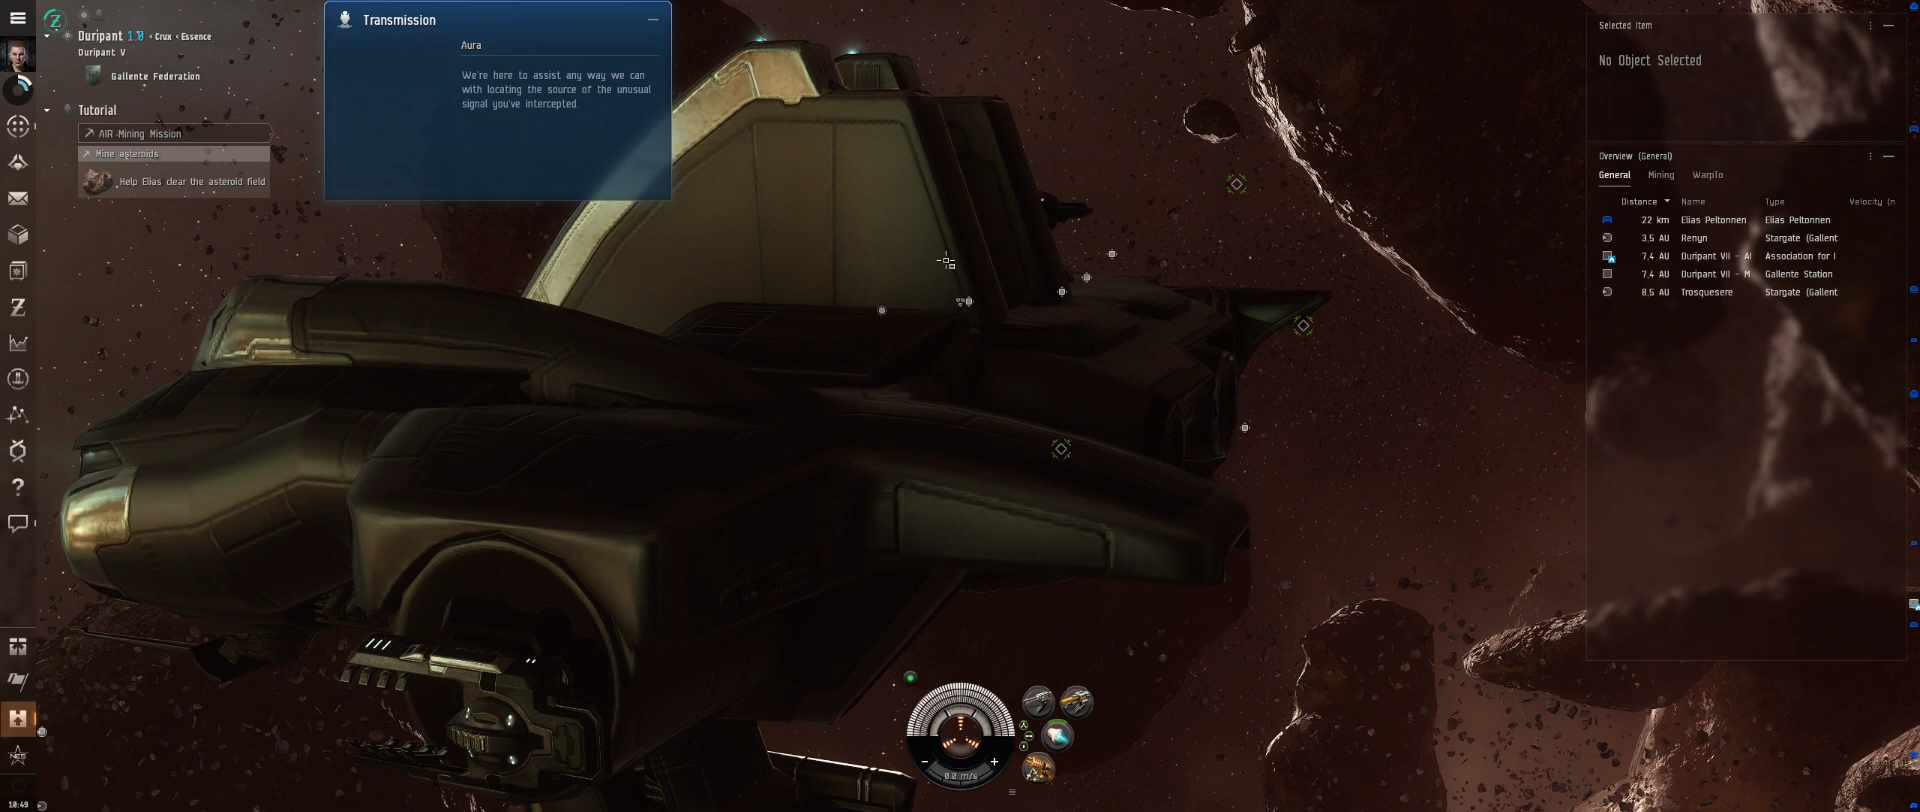 Duripant 1.0 < Crux < Essence
Duripant V
Gallente Federation
Tutorial
AIR Mining Mission
Mine asteroids
Help Elias clear the asteroid field
Transmission
Aura
We're here to assist any way we can
with locating the source of the unusual
signal you've intercepted.
Selected Item
No Object Selected
Overview (General)
General Mining WarpTo
Distance Name Type Velocity (m
22 km Elias Peltonnen Elias Peltonnen
3,5 AU Renyn Stargate (Gallent
7,4 AU Duripant VII - AI Association for I
7,4 AU Duripant VII - M Gallente Station
8,5 AU Trosquesere Stargate (Gallent
0.0 m/s
NES
10:49